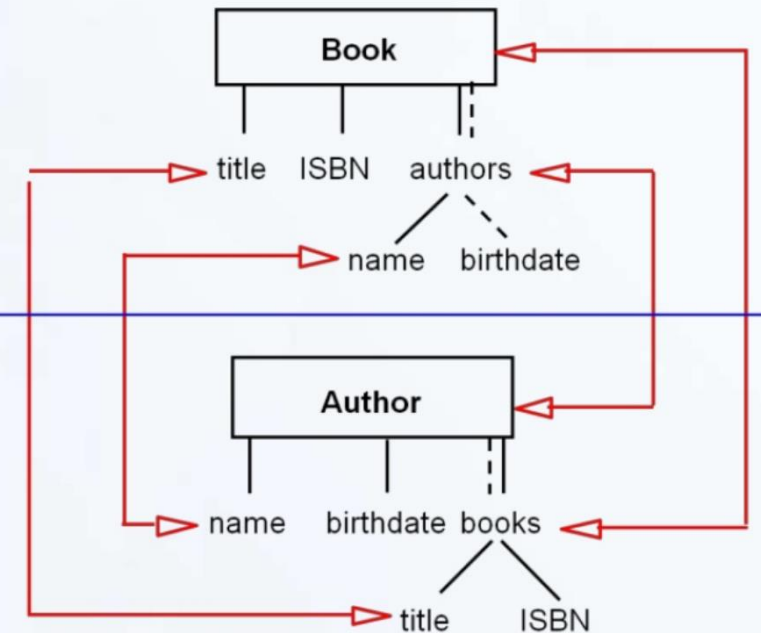 Book
title ISBN authors
name birthdate
Author
name birthdate books
title ISBN